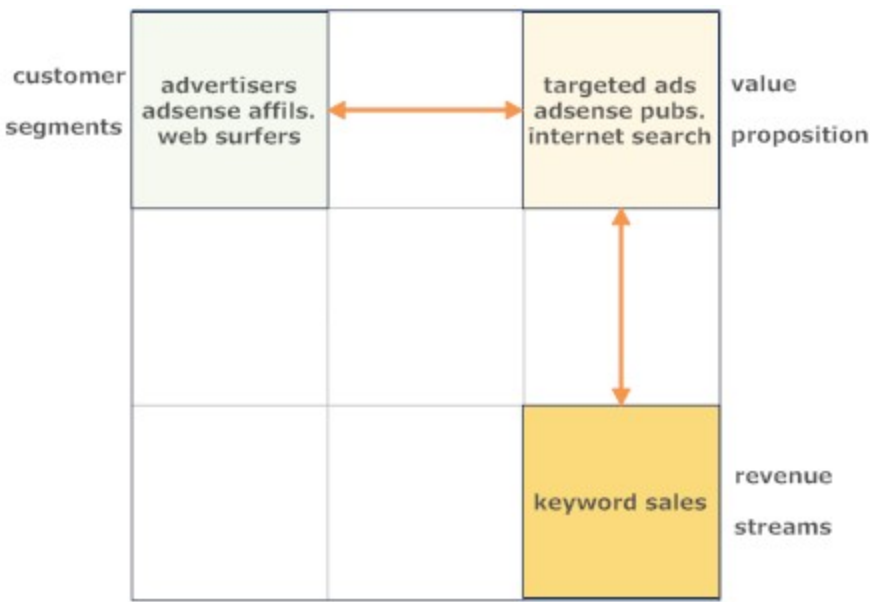 customer
segments
advertisers
adsense affils.
web surfers
targeted ads
adsense pubs.
internet search
value
proposition
keyword sales
revenue
streams